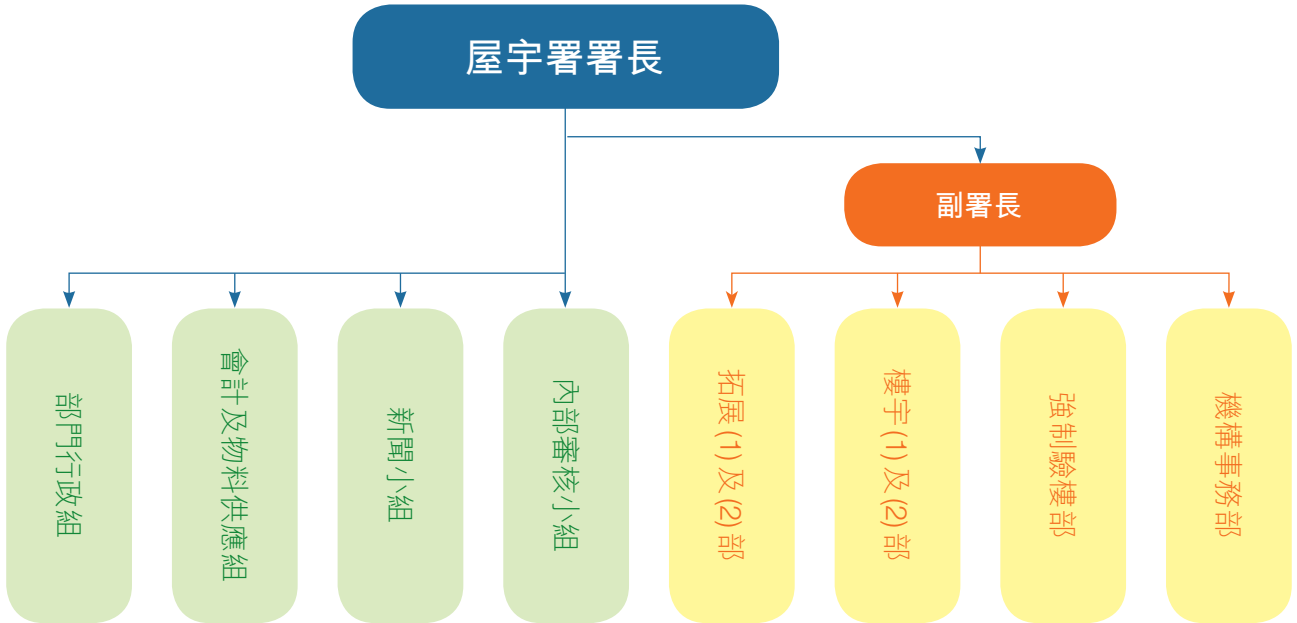 屋宇署署長
副署長
部門行政組
會計及物料供應組
新聞小組
內部審核小組
拓展(1)及(2)部
樓宇(1)及(2)部
強制驗樓部
機構事務部